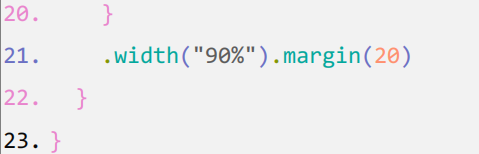 20.     }
21.     .width("90%").margin(20)
22.   }
23. }